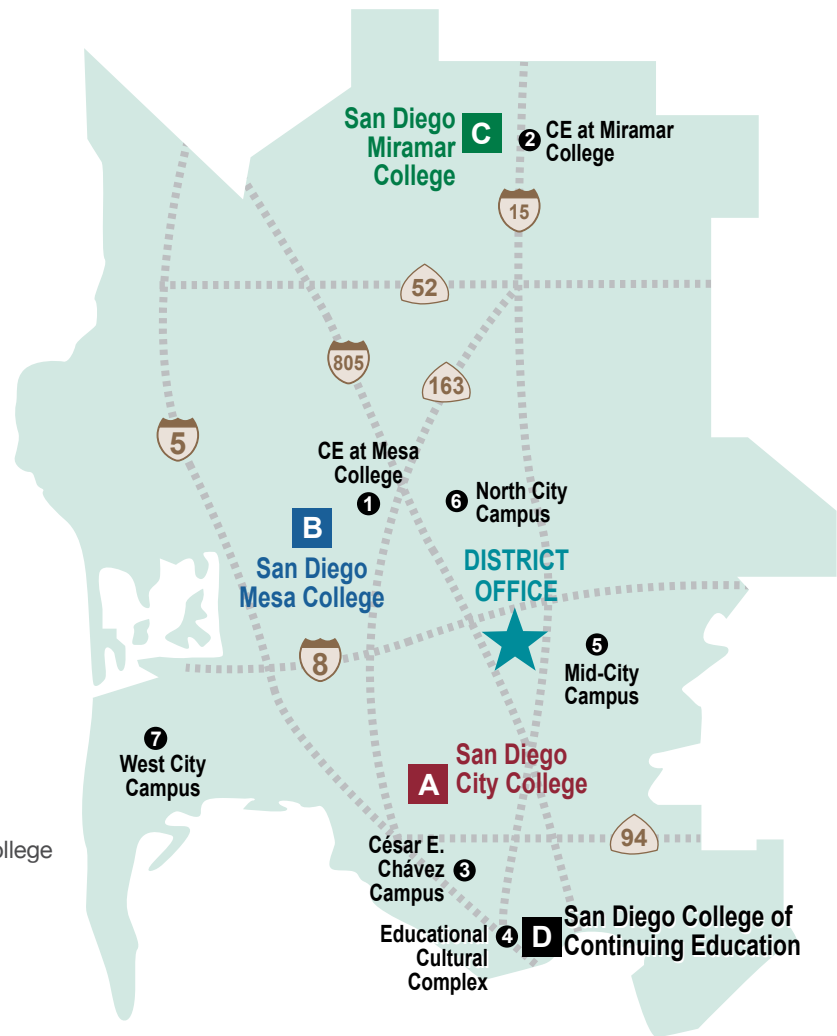 San Diego
Miramar
College
C
2
CE at Miramar
College
15
52
805
163
5
CE at Mesa
College
1
6
North City
Campus
B
San Diego
Mesa College
DISTRICT
OFFICE
8
5
Mid-City
Campus
7
West City
Campus
A
San Diego
City College
94
ollege
César E.
Chávez
Campus
3
Educational
Cultural
Complex
4
D
San Diego College of
Continuing Education